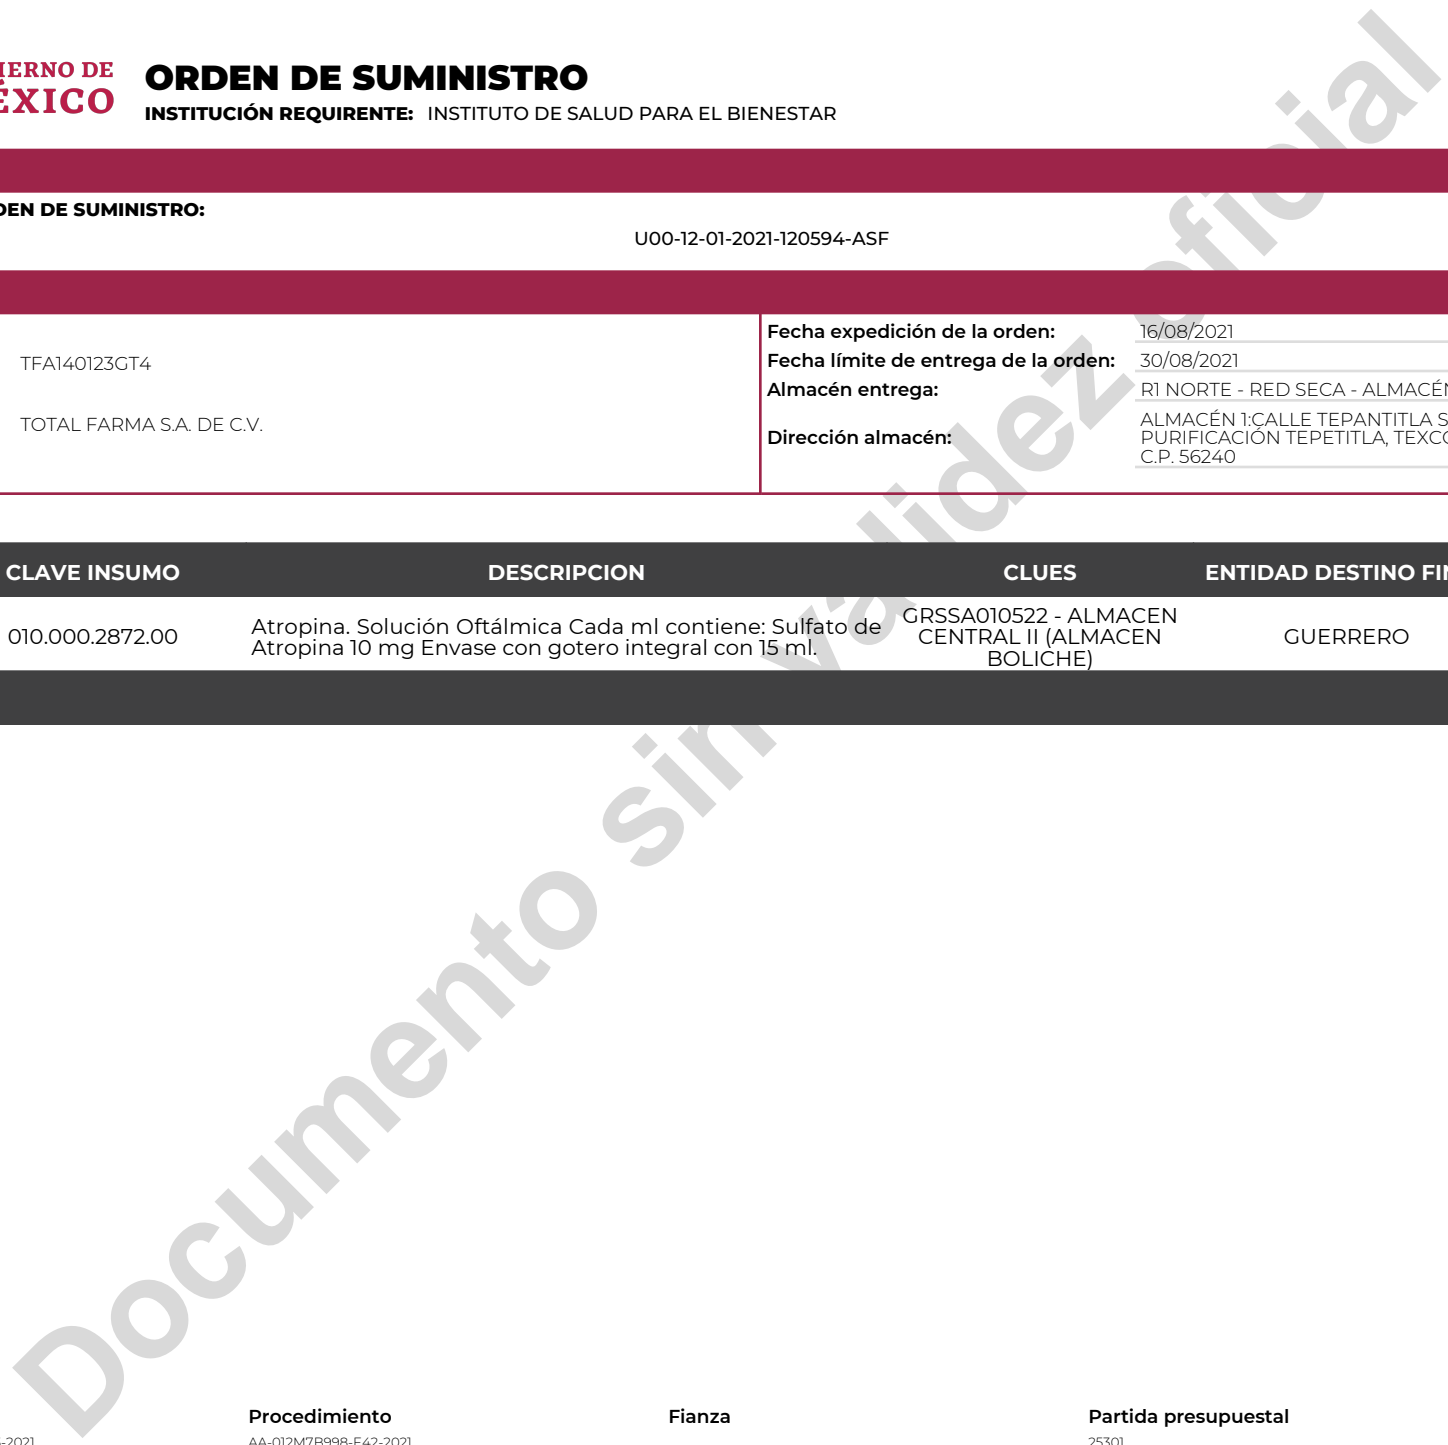 ORDEN DE SUMINISTRO
DE
INSTITUCIÓN REQUIRENTE: INSTITUTO DE SALUD PARA EL BIENESTAR
DE SUMINISTRO:
U00-12-01-2021-120594-ASF
TFA140123GT4
TOTAL FARMA S.A. DE C.V.
Fecha expedición de la orden: 16/08/2021
Fecha límite de entrega de la orden: 30/08/2021
Almacén entrega: R1 NORTE - RED SECA - ALMACÉN
Dirección almacén: ALMACÉN 1:CALLE TEPANTITLA
PURIFICACIÓN TEPETITLA,
C.P. 56240
CLAVE INSUMO DESCRIPCION CLUES ENTIDAD DESTINO
010.000.2872.00
Atropina. Solución Oftálmica Cada ml contiene: Sulfato de
Atropina 10 mg Envase con gotero integral con 15 ml.
GRSSA010522 - ALMACEN
CENTRAL II (ALMACEN
BOLICHE)
GUERRERO
Documento sin validez oficial
Procedimiento Fianza Partida presupuestal
AA-012M7B998-E42-2021 25301